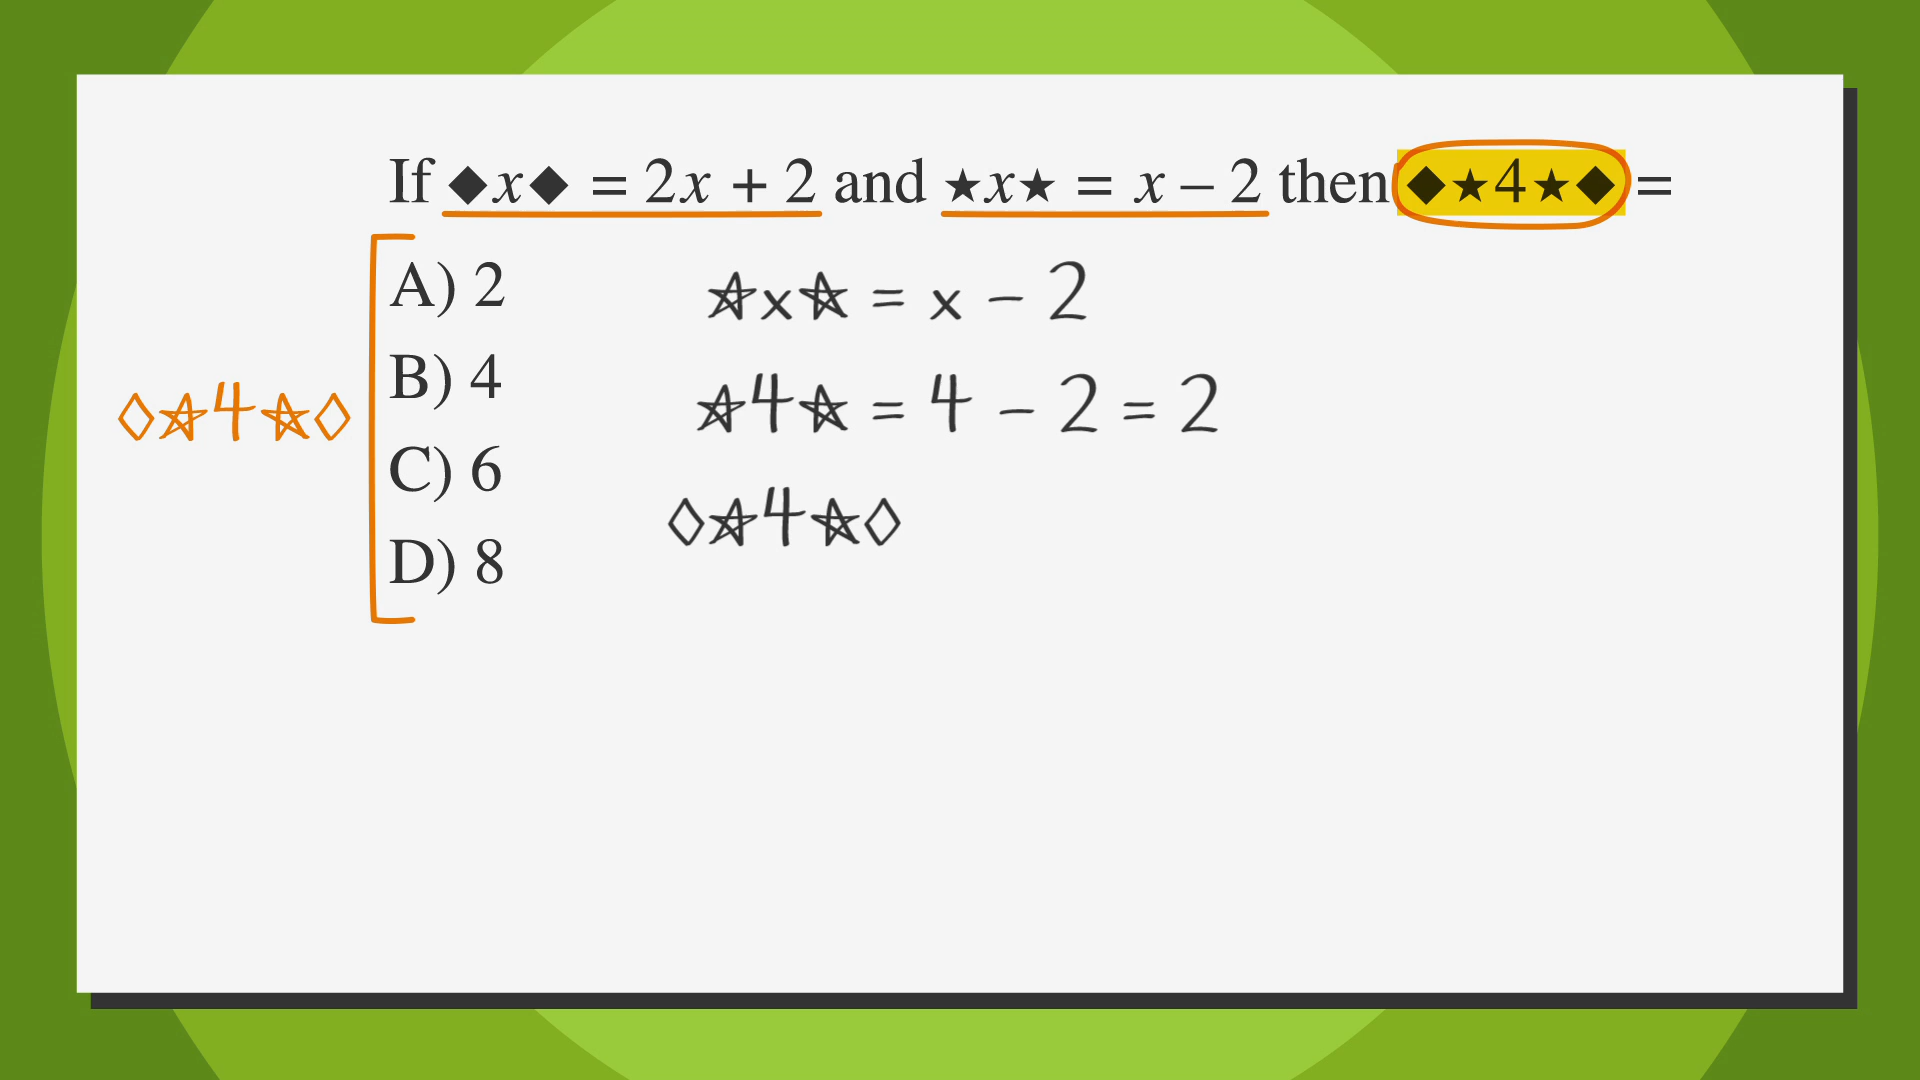 If ◆x◆ = 2x + 2 and ★x★ = x – 2 then ◆★4★◆ =
A) 2
B) 4
C) 6
D) 8
◇☆4☆◇
☆x☆ = x – 2
☆4☆ = 4 – 2 = 2
◇☆4☆◇